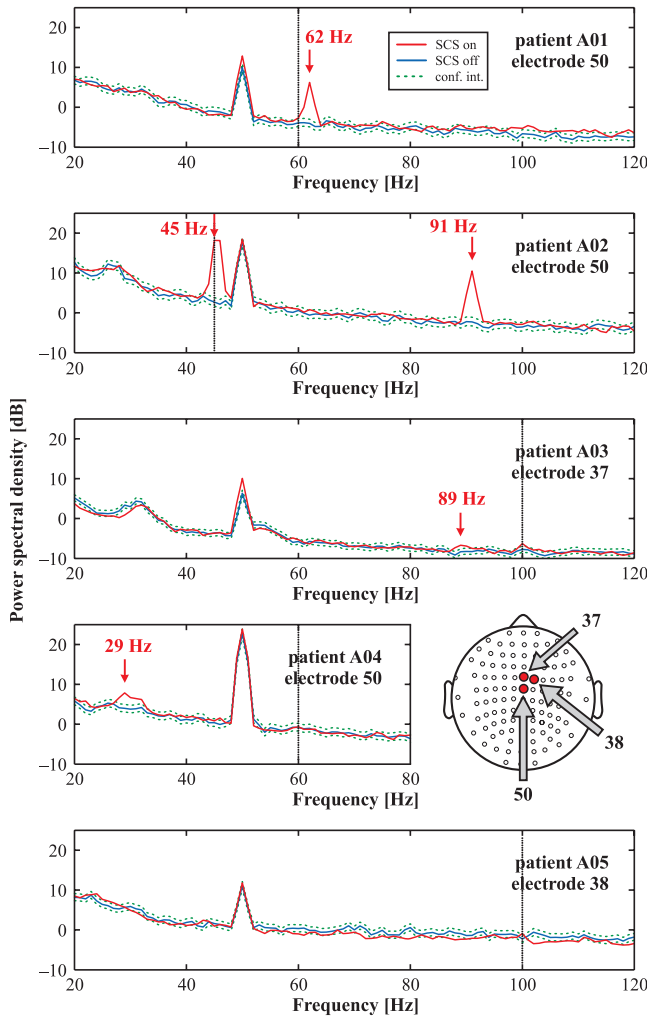 62 Hz
SCS on
SCS off
conf. int.
patient A01
electrode 50
20
10
0
–10
20 40 60 80 100 120
Frequency [Hz]
45 Hz
91 Hz
patient A02
electrode 50
20
10
0
–10
20 40 60 80 100 120
Frequency [Hz]
Power spectral density [dB]
patient A03
electrode 37
89 Hz
20
10
0
–10
20 40 60 80 100 120
Frequency [Hz]
29 Hz
patient A04
electrode 50
20
10
0
–10
20 40 60 80
Frequency [Hz]
37
38
50
patient A05
electrode 38
20
10
0
–10
20 40 60 80 100 120
Frequency [Hz]